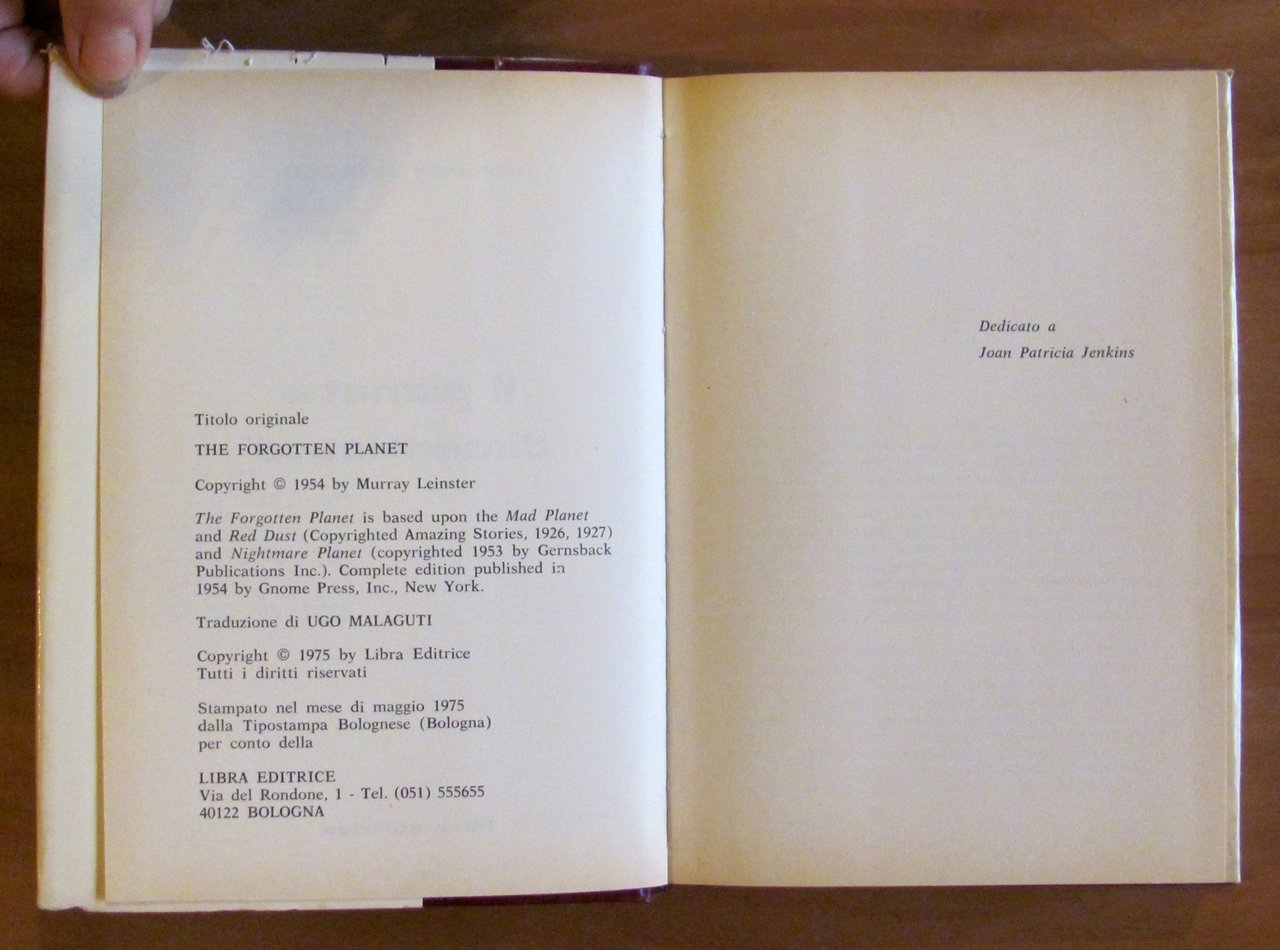 Titolo originale
THE FORGOTTEN PLANET
Copyright © 1954 by Murray Leinster
The Forgotten Planet is based upon the Mad Planet
and Red Dust (Copyrighted Amazing Stories, 1926, 1927)
and Nightmare Planet (copyrighted 1953 by Gernsback
Publications Inc.). Complete edition published in
1954 by Gnome Press, Inc., New York.
Traduzione di UGO MALAGUTI
Copyright © 1975 by Libra Editrice
Tutti i diritti riservati
Stampato nel mese di maggio 1975
dalla Tipostampa Bolognese (Bologna)
per conto della
LIBRA EDITRICE
Via del Rondone, 1 - Tel. (051) 555655
40122 BOLOGNA
Dedicato a
Joan Patricia Jenkins